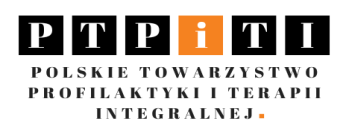 PTPiTI
POLSKIE TOWARZYSTWO
PROFILAKTYKI I TERAPII
INTEGRALNEJ.